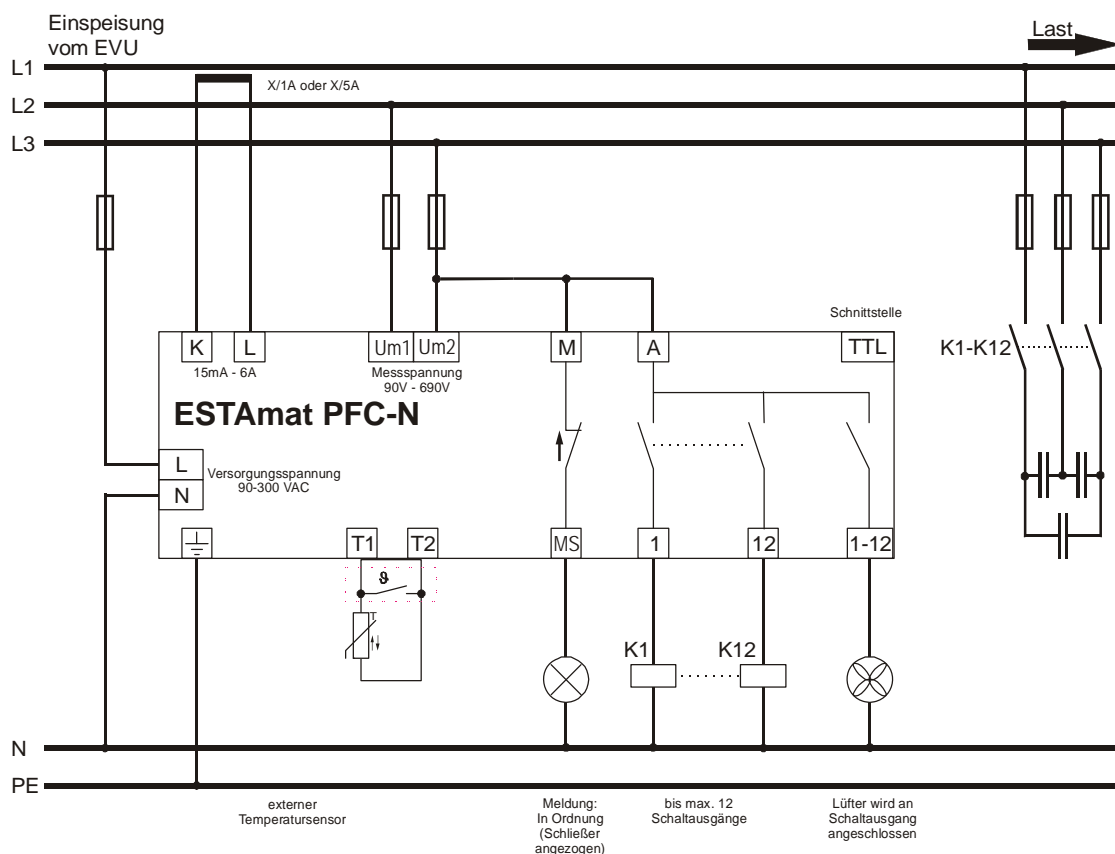 Einspeisung
vom EVU
Last
L1
X/1A oder X/5A
L2
L3
Schnittstelle
K
L
Um1
Um2
M
A
TTL
K1-K12
15mA - 6A
Messspannung
90V - 690V
ESTAmat PFC-N
L
Versorgungsspannung
90-300 VAC
N
T1
T2
MS
1
12
1-12
ϑ
T
K1
K12
N
PE
externer
Temperatursensor
Meldung:
In Ordnung
(Schließer
angezogen)
bis max. 12
Schaltausgänge
Lüfter wird an
Schaltausgang
angeschlossen